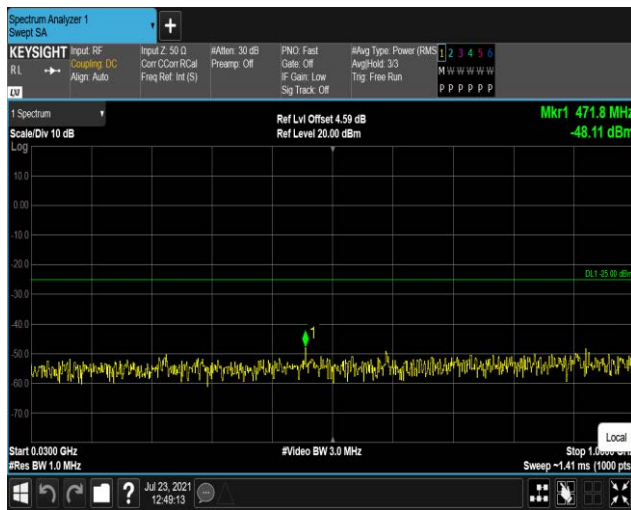 Spectrum Analyzer 1
Swept SA
+
KEYSIGHT Input: RF Input Z: 50 Ω #Atten: 30 dB PNO: Fast #Avg Type: Power (RMS 1 2 3 4 5 6
RL Coupling: DC Corr CCorr RCal Preamp: Off Gate: Off Avg|Hold: 3/3 M W W W W W
Align: Auto Freq Ref: Int (S) IF Gain: Low Trig: Free Run
Sig Track: Off P P P P P P
LXI
1 Spectrum Ref Lvl Offset 4.59 dB Mkr1 471.8 MHz
Scale/Div 10 dB Ref Level 20.00 dBm -48.11 dBm
Log
10.0
0.00
-10.0
-20.0
DL1 -25.00 dBm
-30.0
-40.0
1
-50.0
-60.0
-70.0
Local
Start 0.0300 GHz #Video BW 3.0 MHz Stop 1.0000 GHz
#Res BW 1.0 MHz Sweep ~1.41 ms (1000 pts
? Jul 23, 2021
12:49:13